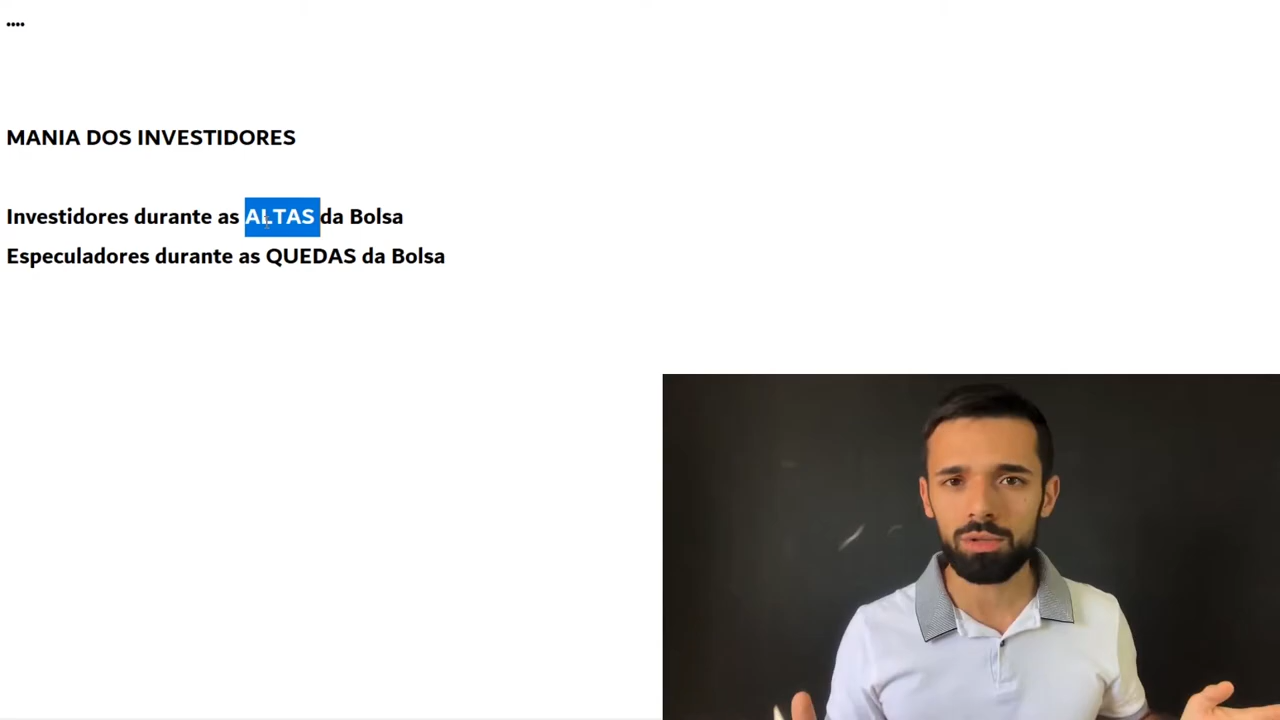 ••••
MANIA DOS INVESTIDORES
Investidores durante as ALTAS da Bolsa
Especuladores durante as QUEDAS da Bolsa